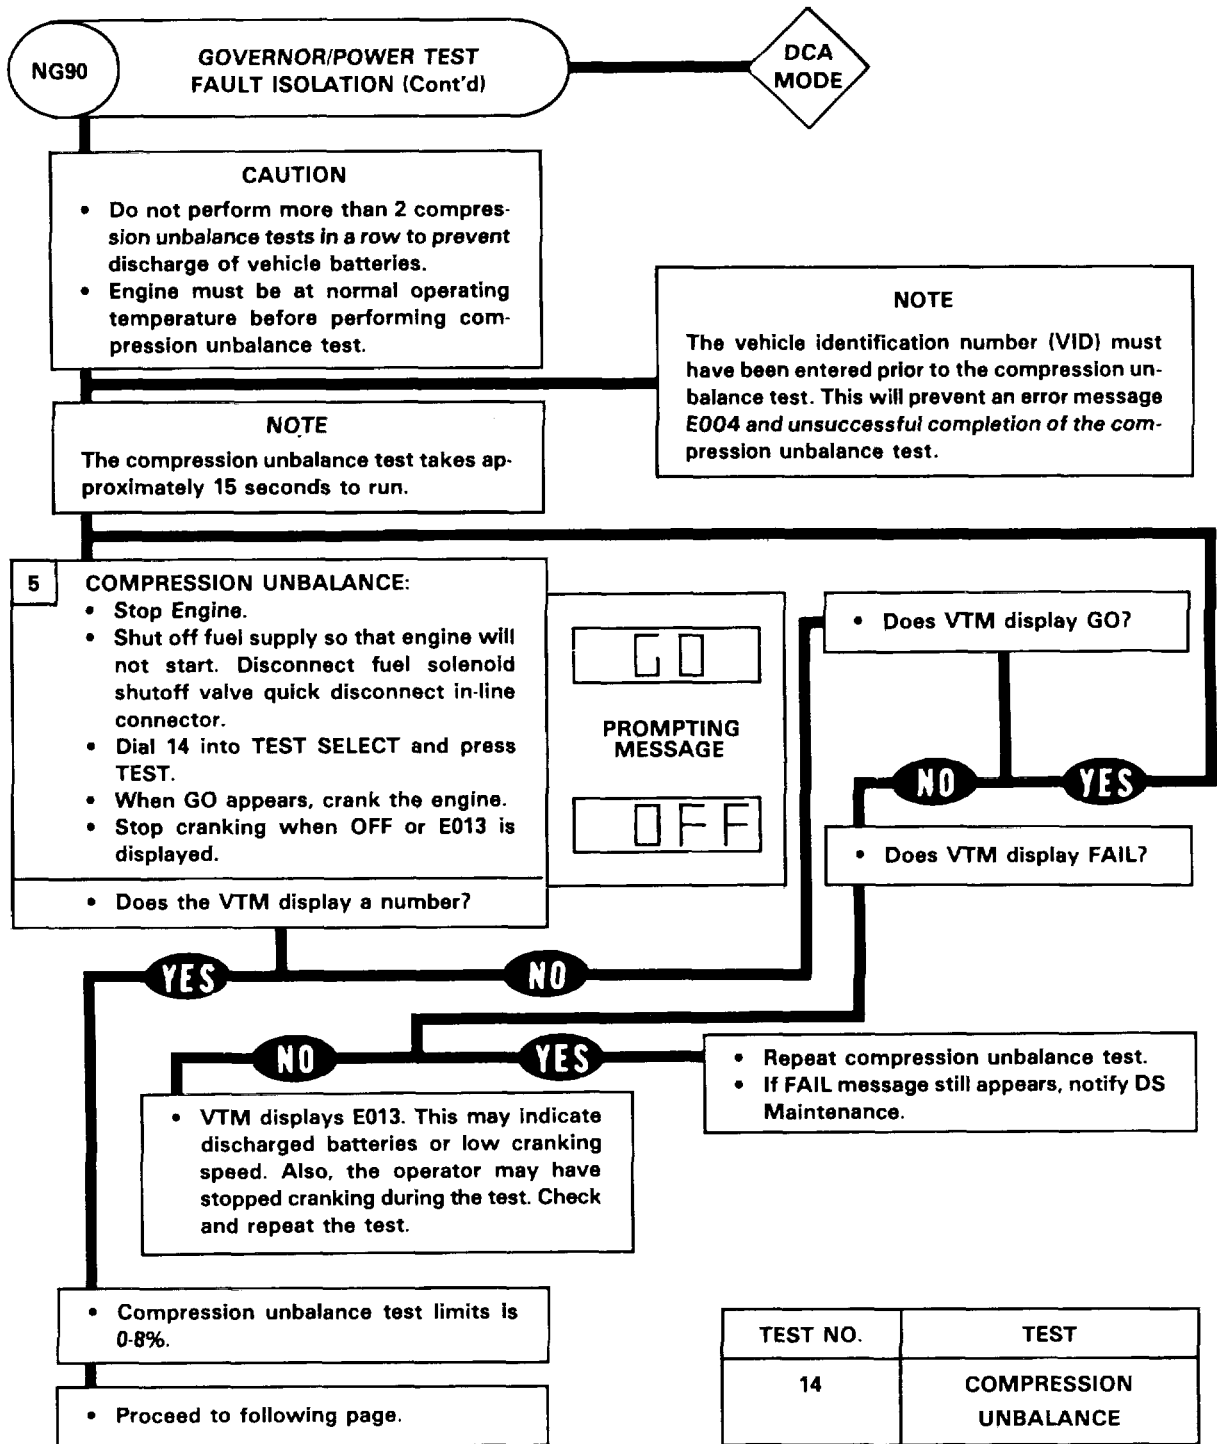 NG90
GOVERNOR/POWER TEST
FAULT ISOLATION (Cont'd)
DCA
MODE
CAUTION
• Do not perform more than 2 compres-
sion unbalance tests in a row to prevent
discharge of vehicle batteries.
• Engine must be at normal operating
temperature before performing com-
pression unbalance test.
NOTE
The vehicle identification number (VID) must
have been entered prior to the compression un-
balance test. This will prevent an error message
E004 and unsuccessful completion of the com-
pression unbalance test.
NOTE
The compression unbalance test takes ap-
proximately 15 seconds to run.
5
COMPRESSION UNBALANCE:
• Stop Engine.
• Shut off fuel supply so that engine will
not start. Disconnect fuel solenoid
shutoff valve quick disconnect in-line
connector.
• Dial 14 into TEST SELECT and press
TEST.
• When GO appears, crank the engine.
• Stop cranking when OFF or E013 is
displayed.
• Does the VTM display a number?
GO
PROMPTING
MESSAGE
OFF
• Does VTM display GO?
NO
YES
• Does VTM display FAIL?
YES
NO
NO
YES
• Repeat compression unbalance test.
• If FAIL message still appears, notify DS
Maintenance.
• VTM displays E013. This may indicate
discharged batteries or low cranking
speed. Also, the operator may have
stopped cranking during the test. Check
and repeat the test.
• Compression unbalance test limits is
0-8%.
• Proceed to following page.
TEST NO.
TEST
14
COMPRESSION
UNBALANCE